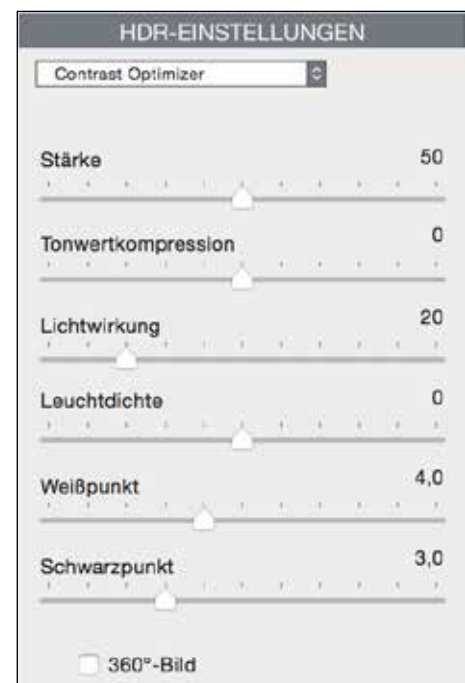 HDR-EINSTELLUNGEN
Contrast Optimizer
Stärke 50
Tonwertkompression 0
Lichtwirkung 20
Leuchtdichte 0
Weißpunkt 4,0
Schwarzpunkt 3,0
360°-Bild